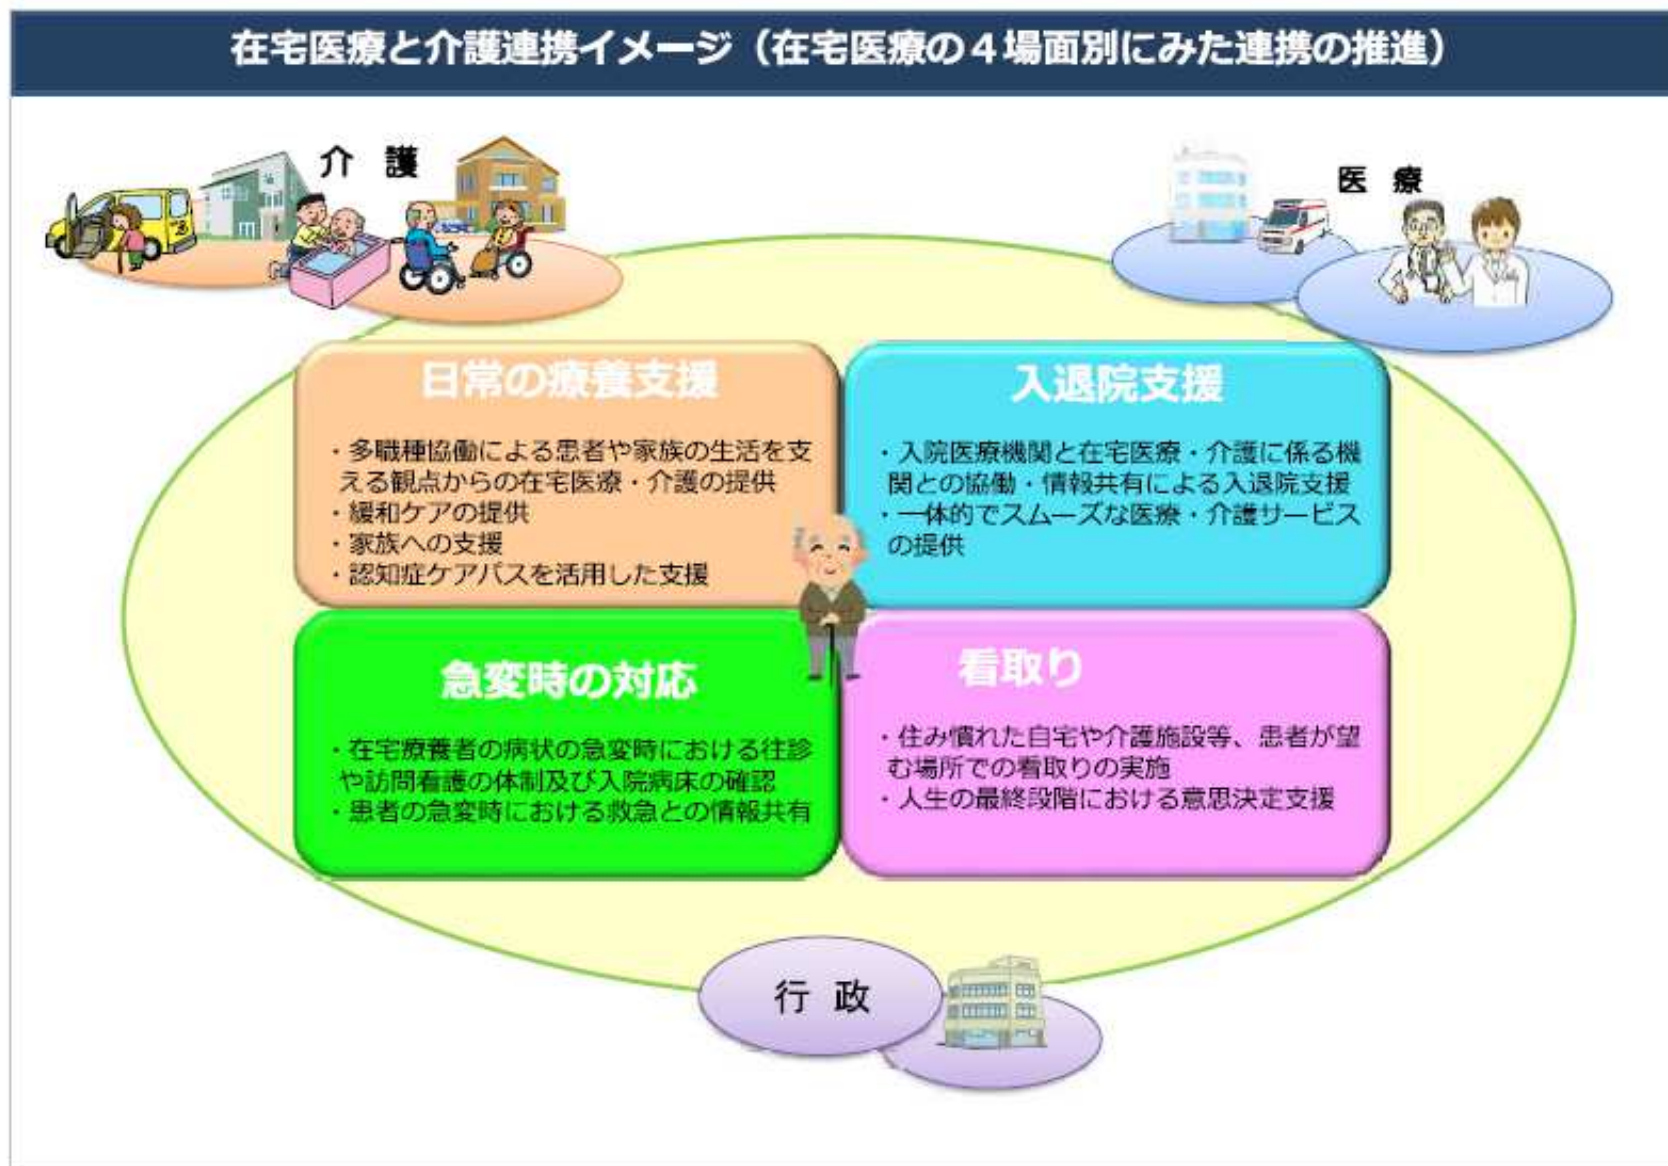 在宅医療と介護連携イメージ（在宅医療の４場面別にみた連携の推進）
介 護
医 療
日常の療養支援
・多職種協働による患者や家族の生活を支
える観点からの在宅医療・介護の提供
・緩和ケアの提供
・家族への支援
・認知症ケアパスを活用した支援
入退院支援
・入院医療機関と在宅医療・介護に係る機
関との協働・情報共有による入退院支援
・一体的でスムーズな医療・介護サービス
の提供
急変時の対応
・在宅療養者の病状の急変時における往診
や訪問看護の体制及び入院病床の確認
・患者の急変時における救急との情報共有
看取り
・住み慣れた自宅や介護施設等、患者が望
む場所での看取りの実施
・人生の最終段階における意思決定支援
行 政